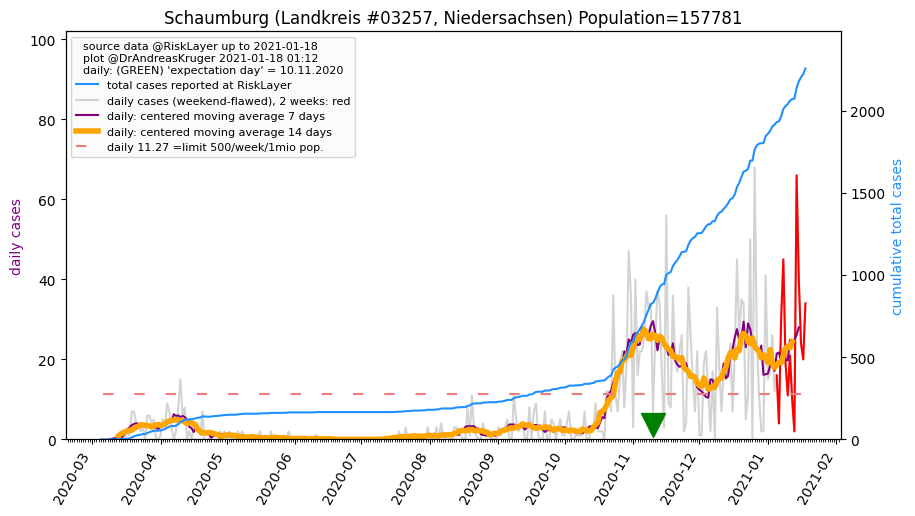 Schaumburg (Landkreis #03257, Niedersachsen) Population=157781
source data @RiskLayer up to 2021-01-18
plot @DrAndreasKruger 2021-01-18 01:12
daily: (GREEN) 'expectation day' = 10.11.2020
total cases reported at RiskLayer
daily cases (weekend-flawed), 2 weeks: red
daily: centered moving average 7 days
daily: centered moving average 14 days
daily 11.27 =limit 500/week/1mio pop.
daily cases
100
80
60
40
20
0
cumulative total cases
2000
1500
1000
500
0
2020-03
2020-04
2020-05
2020-06
2020-07
2020-08
2020-09
2020-10
2020-11
2020-12
2021-01
2021-02